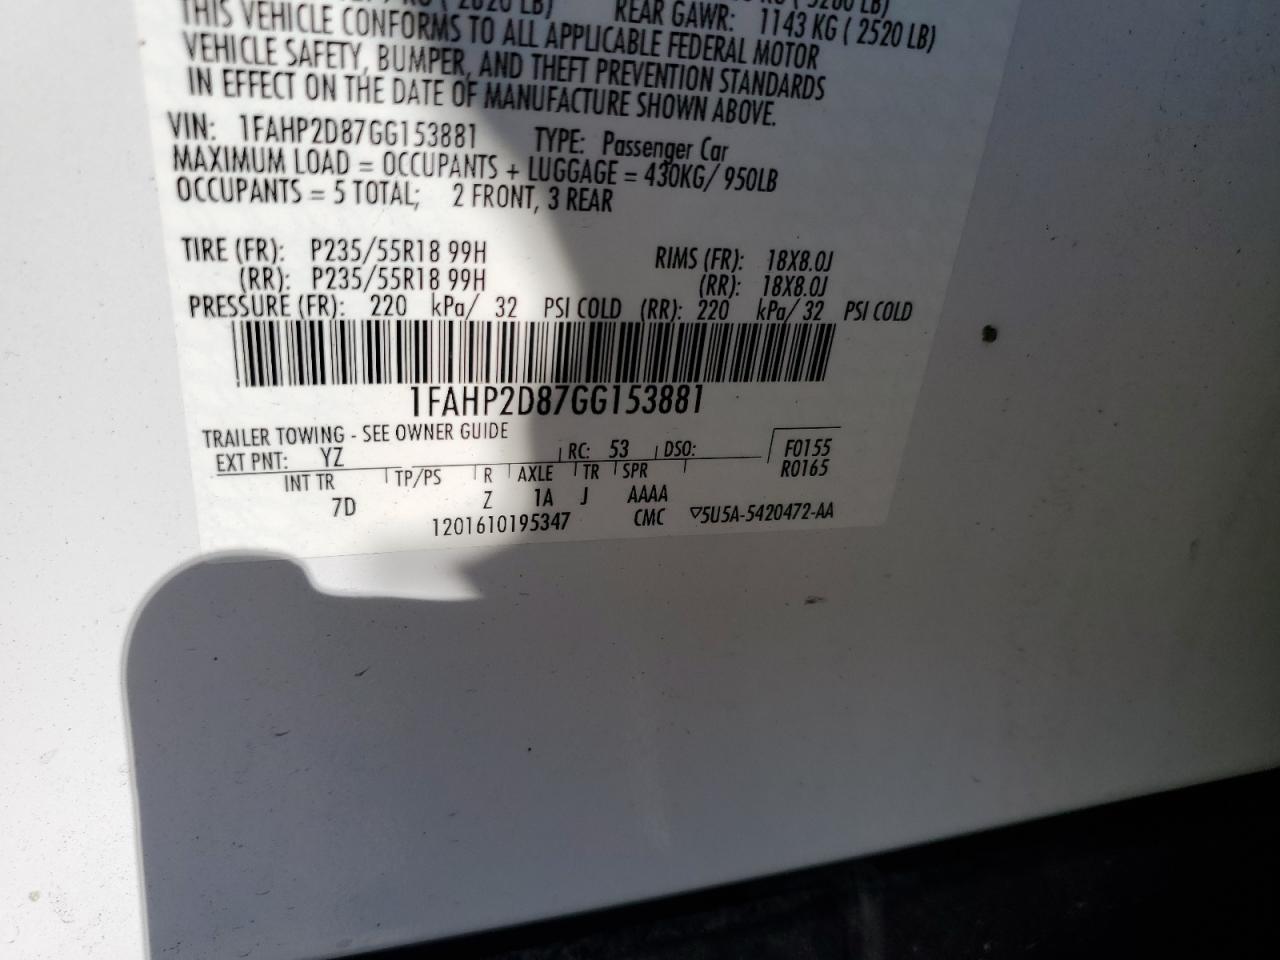 ( 2820 LB)
REAR GAWR: 1143 KG ( 2520 LB)
THIS VEHICLE CONFORMS TO ALL APPLICABLE FEDERAL MOTOR
VEHICLE SAFETY, BUMPER, AND THEFT PREVENTION STANDARDS
IN EFFECT ON THE DATE OF MANUFACTURE SHOWN ABOVE.
VIN: 1FAHP2D87GG153881 TYPE: Passenger Car
MAXIMUM LOAD = OCCUPANTS + LUGGAGE = 430KG/ 950LB
OCCUPANTS = 5 TOTAL; 2 FRONT, 3 REAR
TIRE (FR): P235/55R18 99H RIMS (FR): 18X8.0J
(RR): P235/55R18 99H (RR): 18X8.0J
PRESSURE (FR): 220 kPa/ 32 PSI COLD (RR): 220 kPa/ 32 PSI COLD
1FAHP2D87GG153881
TRAILER TOWING - SEE OWNER GUIDE
EXT PNT: YZ RC: 53 DSO: F0155
R0165
INT TR TP/PS R AXLE TR SPR
7D Z 1A J AAAA
1201610195347 CMC ▽5U5A-5420472-AA